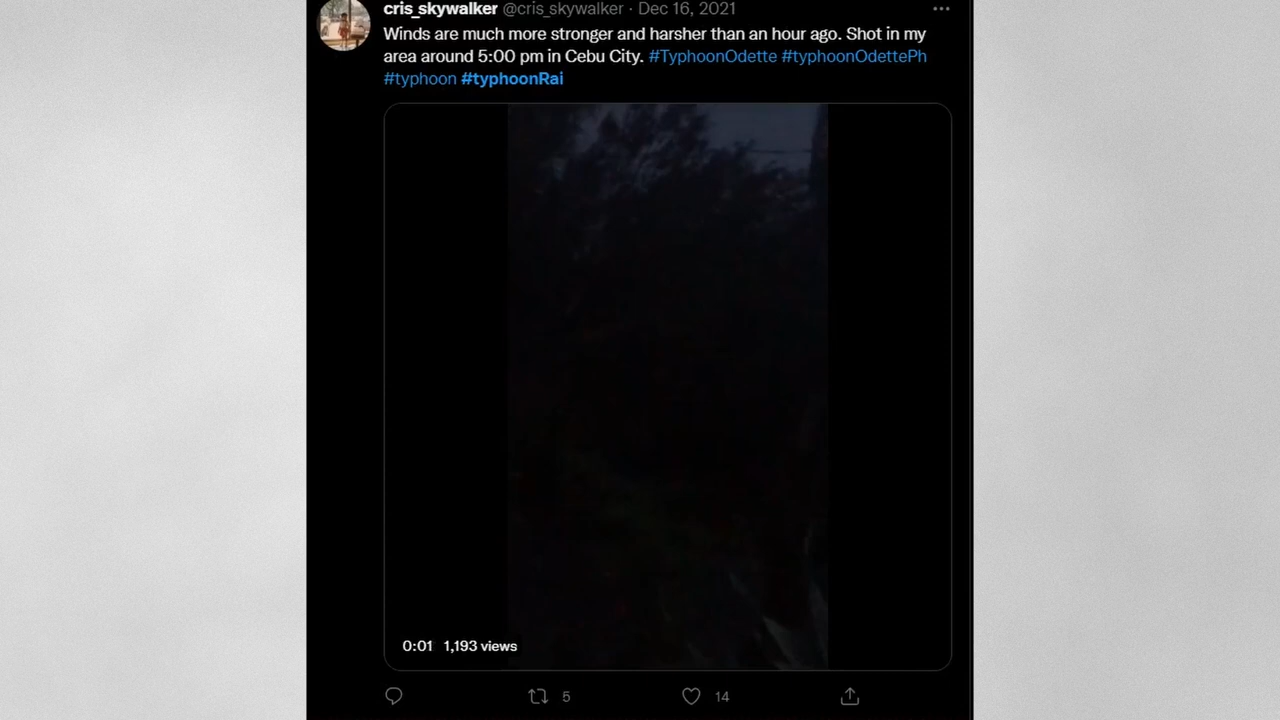 cris_skywalker @cris_skywalker · Dec 16, 2021
Winds are much more stronger and harsher than an hour ago. Shot in my
area around 5:00 pm in Cebu City. #TyphoonOdette #typhoonOdettePh
#typhoon #typhoonRai
0:01 1,193 views
5 14